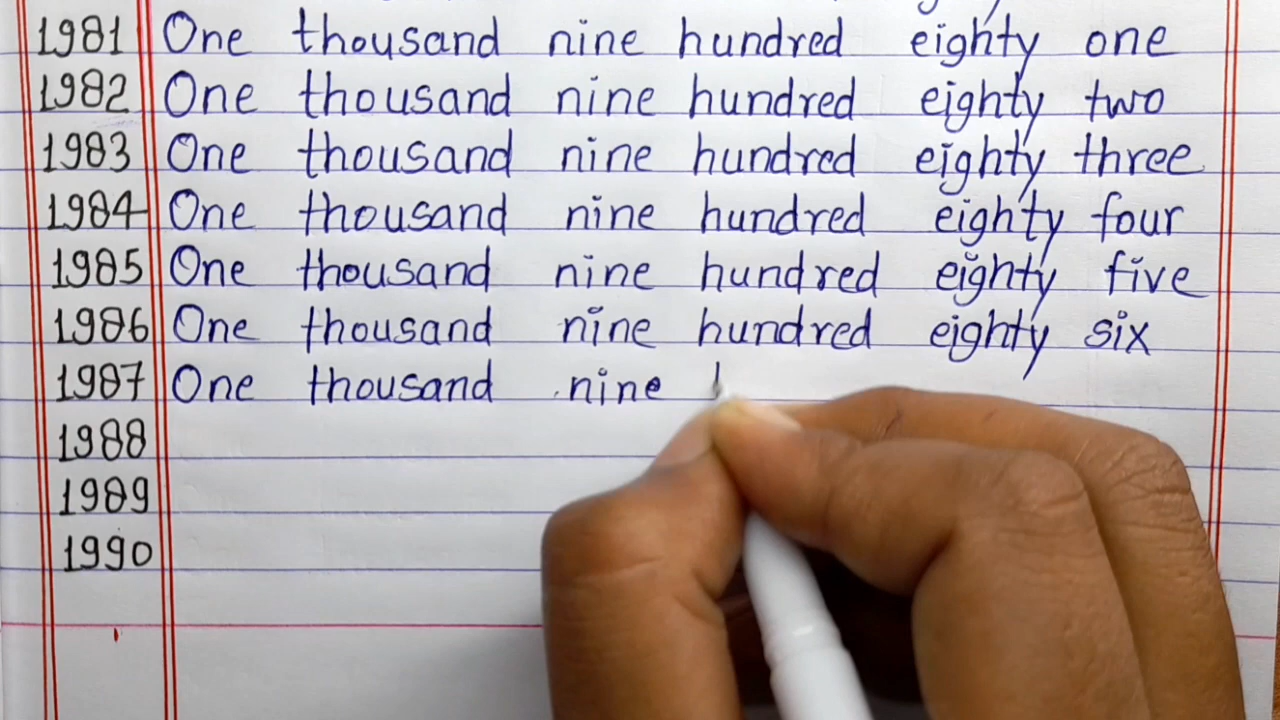 1981 One thousand nine hundred eighty one
1982 One thousand nine hundred eighty two
1983 One thousand nine hundred eighty three
1984 One thousand nine hundred eighty four
1985 One thousand nine hundred eighty five
1986 One thousand nine hundred eighty six
1987 One thousand nine
1988
1989
1990